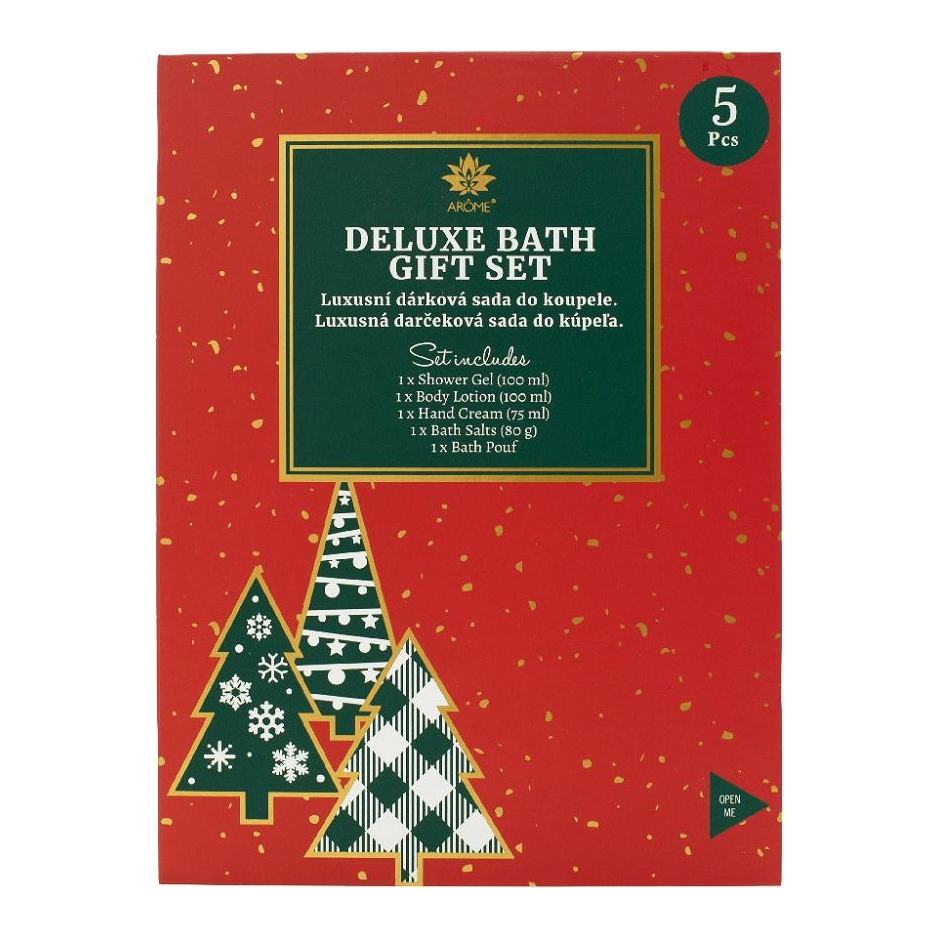 5
Pcs
ARÔME®
DELUXE BATH
GIFT SET
Luxusní dárková sada do koupele.
Luxusná darčeková sada do kúpeľa.
Set includes
1 x Shower Gel (100 ml)
1 x Body Lotion (100 ml)
1 x Hand Cream (75 ml)
1 x Bath Salts (80 g)
1 x Bath Pouf
OPEN
ME